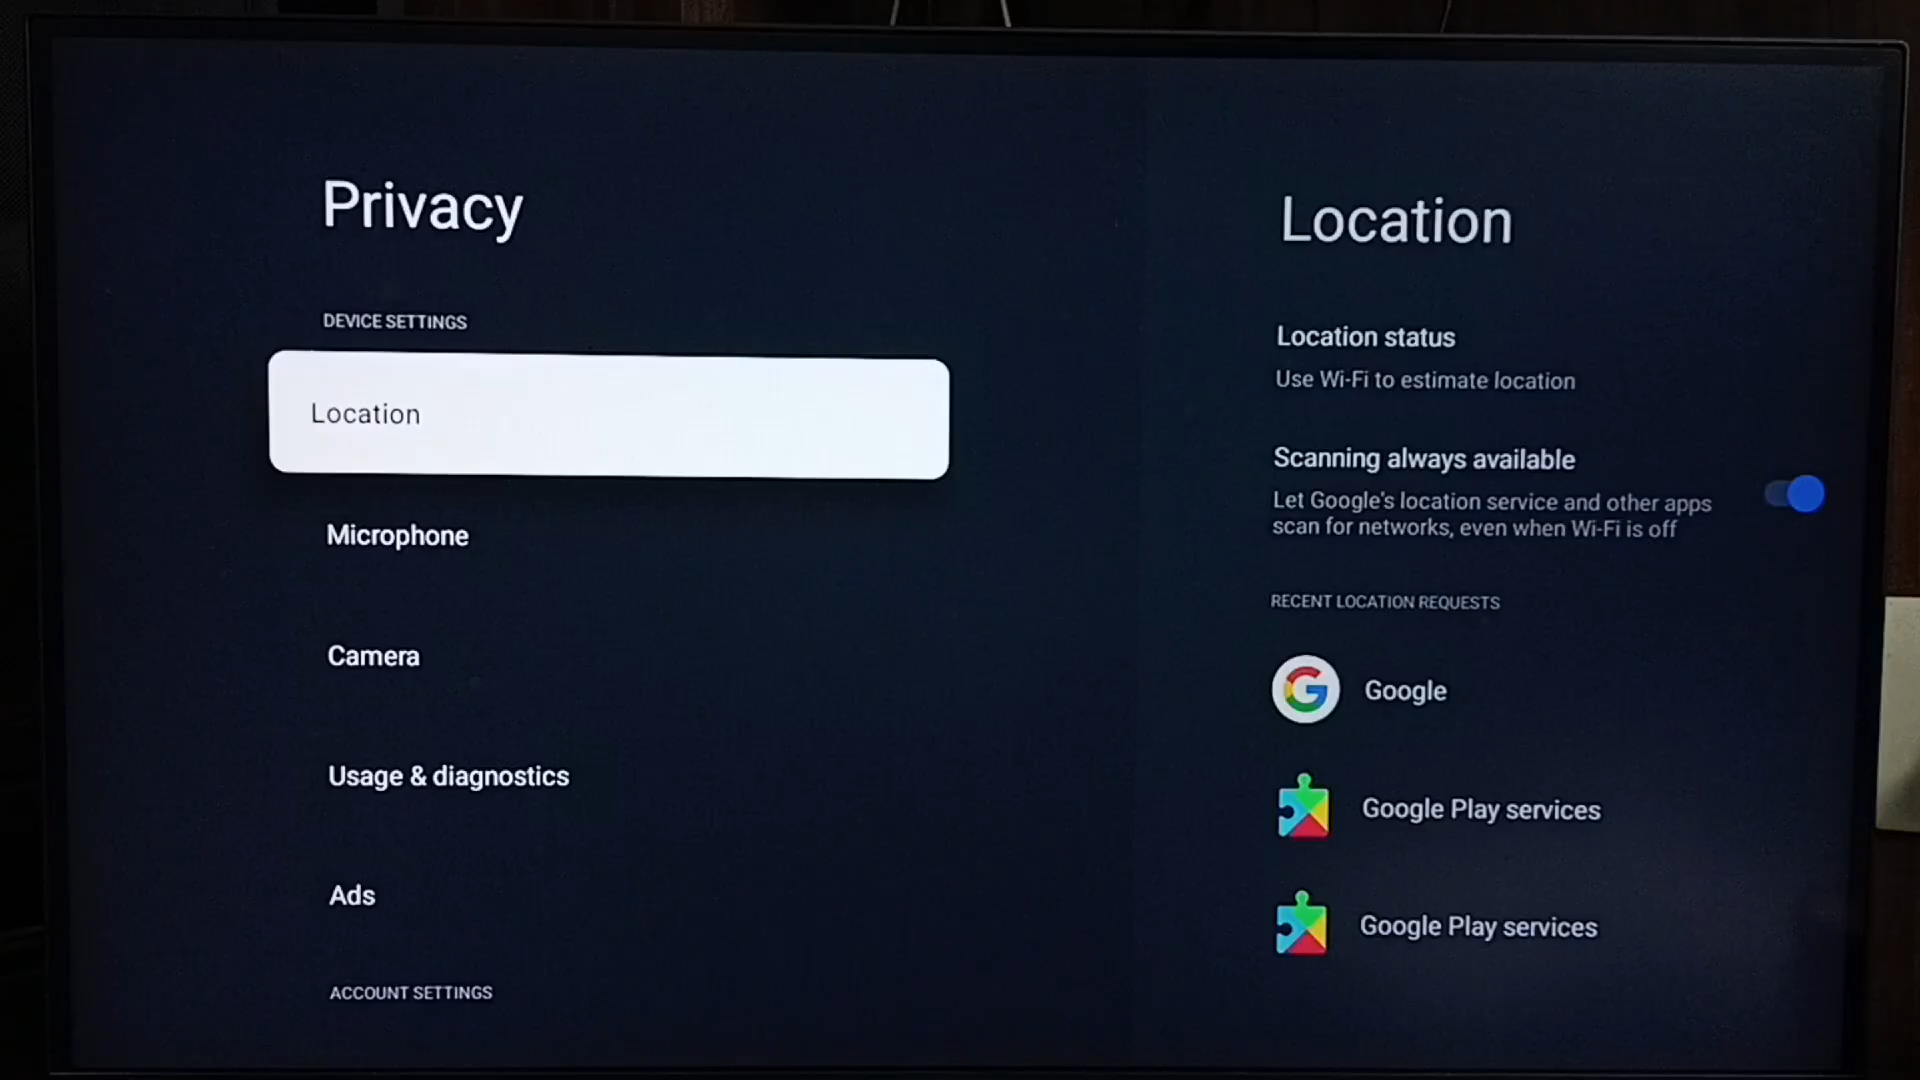 Privacy
DEVICE SETTINGS
Location
Microphone
Camera
Usage & diagnostics
Ads
ACCOUNT SETTINGS
Location
Location status
Use Wi-Fi to estimate location
Scanning always available
Let Google's location service and other apps
scan for networks, even when Wi-Fi is off
RECENT LOCATION REQUESTS
Google
Google Play services
Google Play services